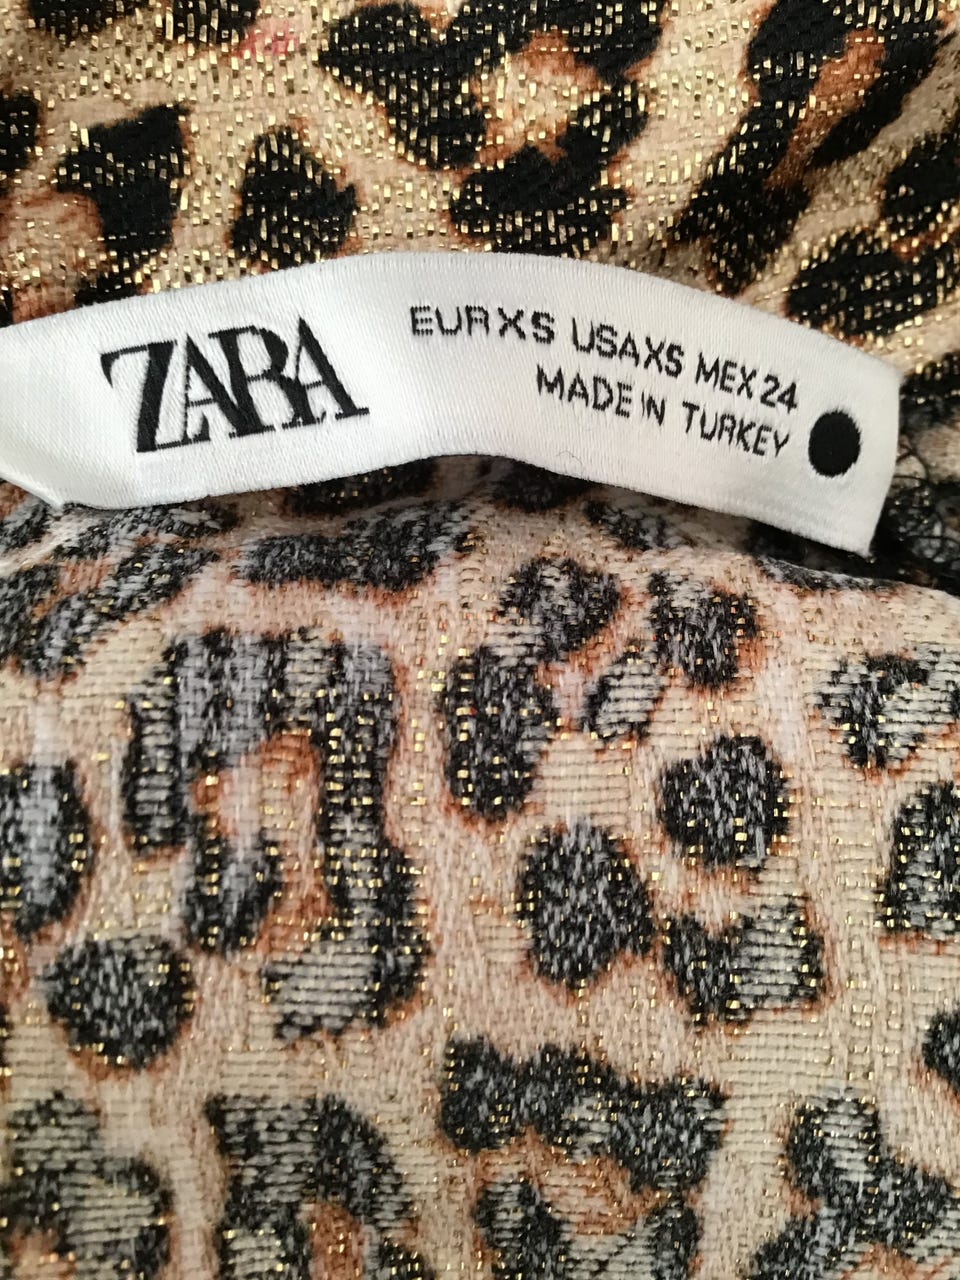 ZARA
EUR XS USA XS MEX 24
MADE IN TURKEY